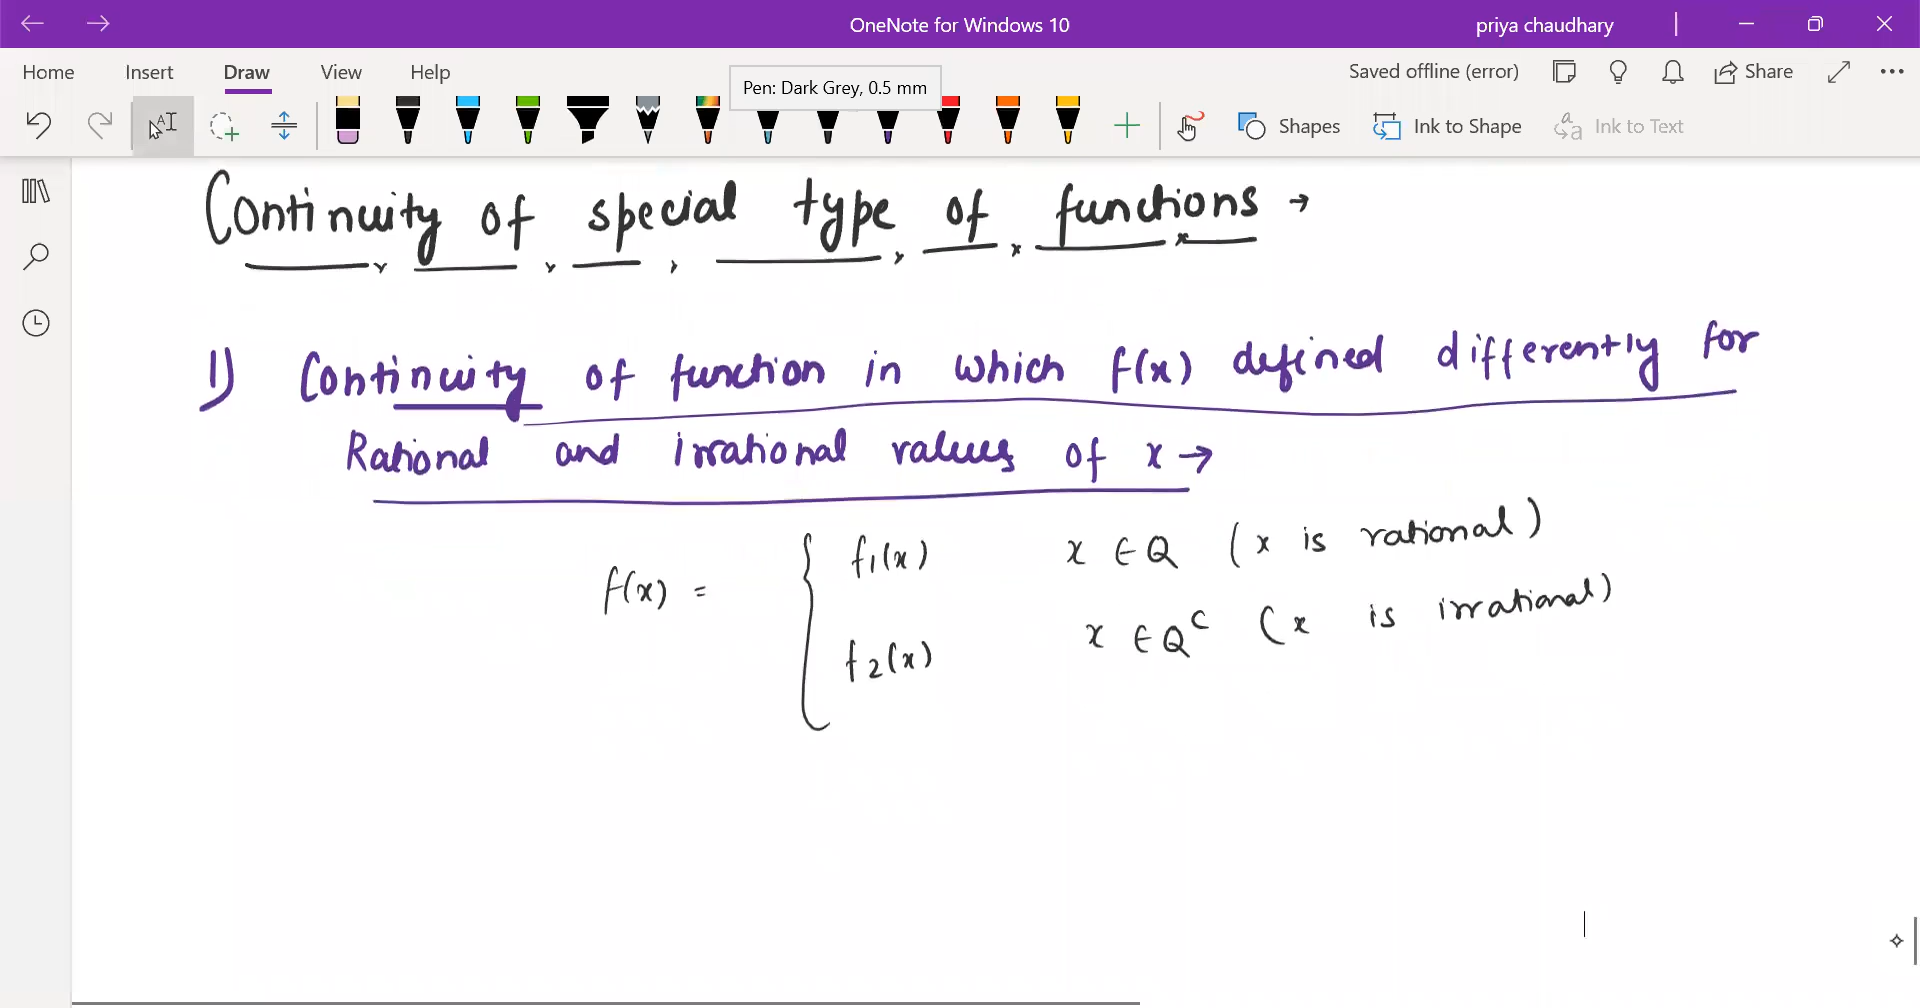 OneNote for Windows 10
priya chaudhary
Home Insert Draw View Help
Saved offline (error) Share
Pen: Dark Grey, 0.5 mm
Shapes Ink to Shape Ink to Text
Continuity of special type of functions →
1) Continuity of function in which f(x) defined differently for
Rational and irrational values of x →
f(x) = { f₁(x) x ∈ Q (x is rational)
f₂(x) x ∈ Qᶜ (x is irrational)